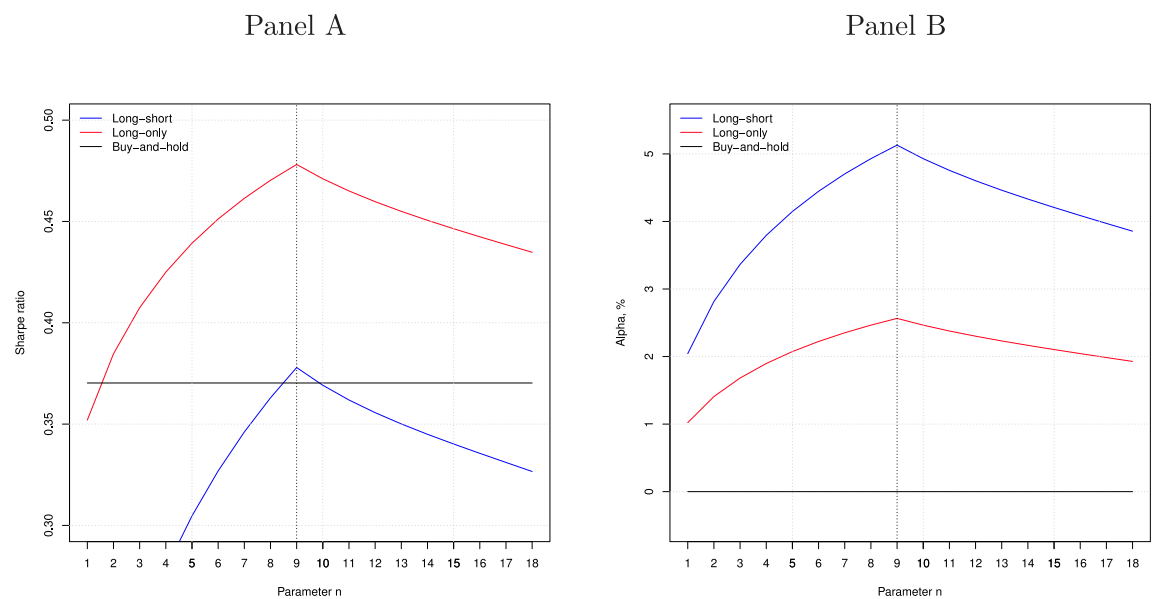 Panel A
Panel B
Long−short
Long−only
Buy−and−hold
0.50
0.45
0.40
0.35
0.30
Sharpe ratio
1 2 3 4 5 6 7 8 9 10 11 12 13 14 15 16 17 18
Parameter n
Long−short
Long−only
Buy−and−hold
5
4
3
2
1
0
Alpha, %
1 2 3 4 5 6 7 8 9 10 11 12 13 14 15 16 17 18
Parameter n